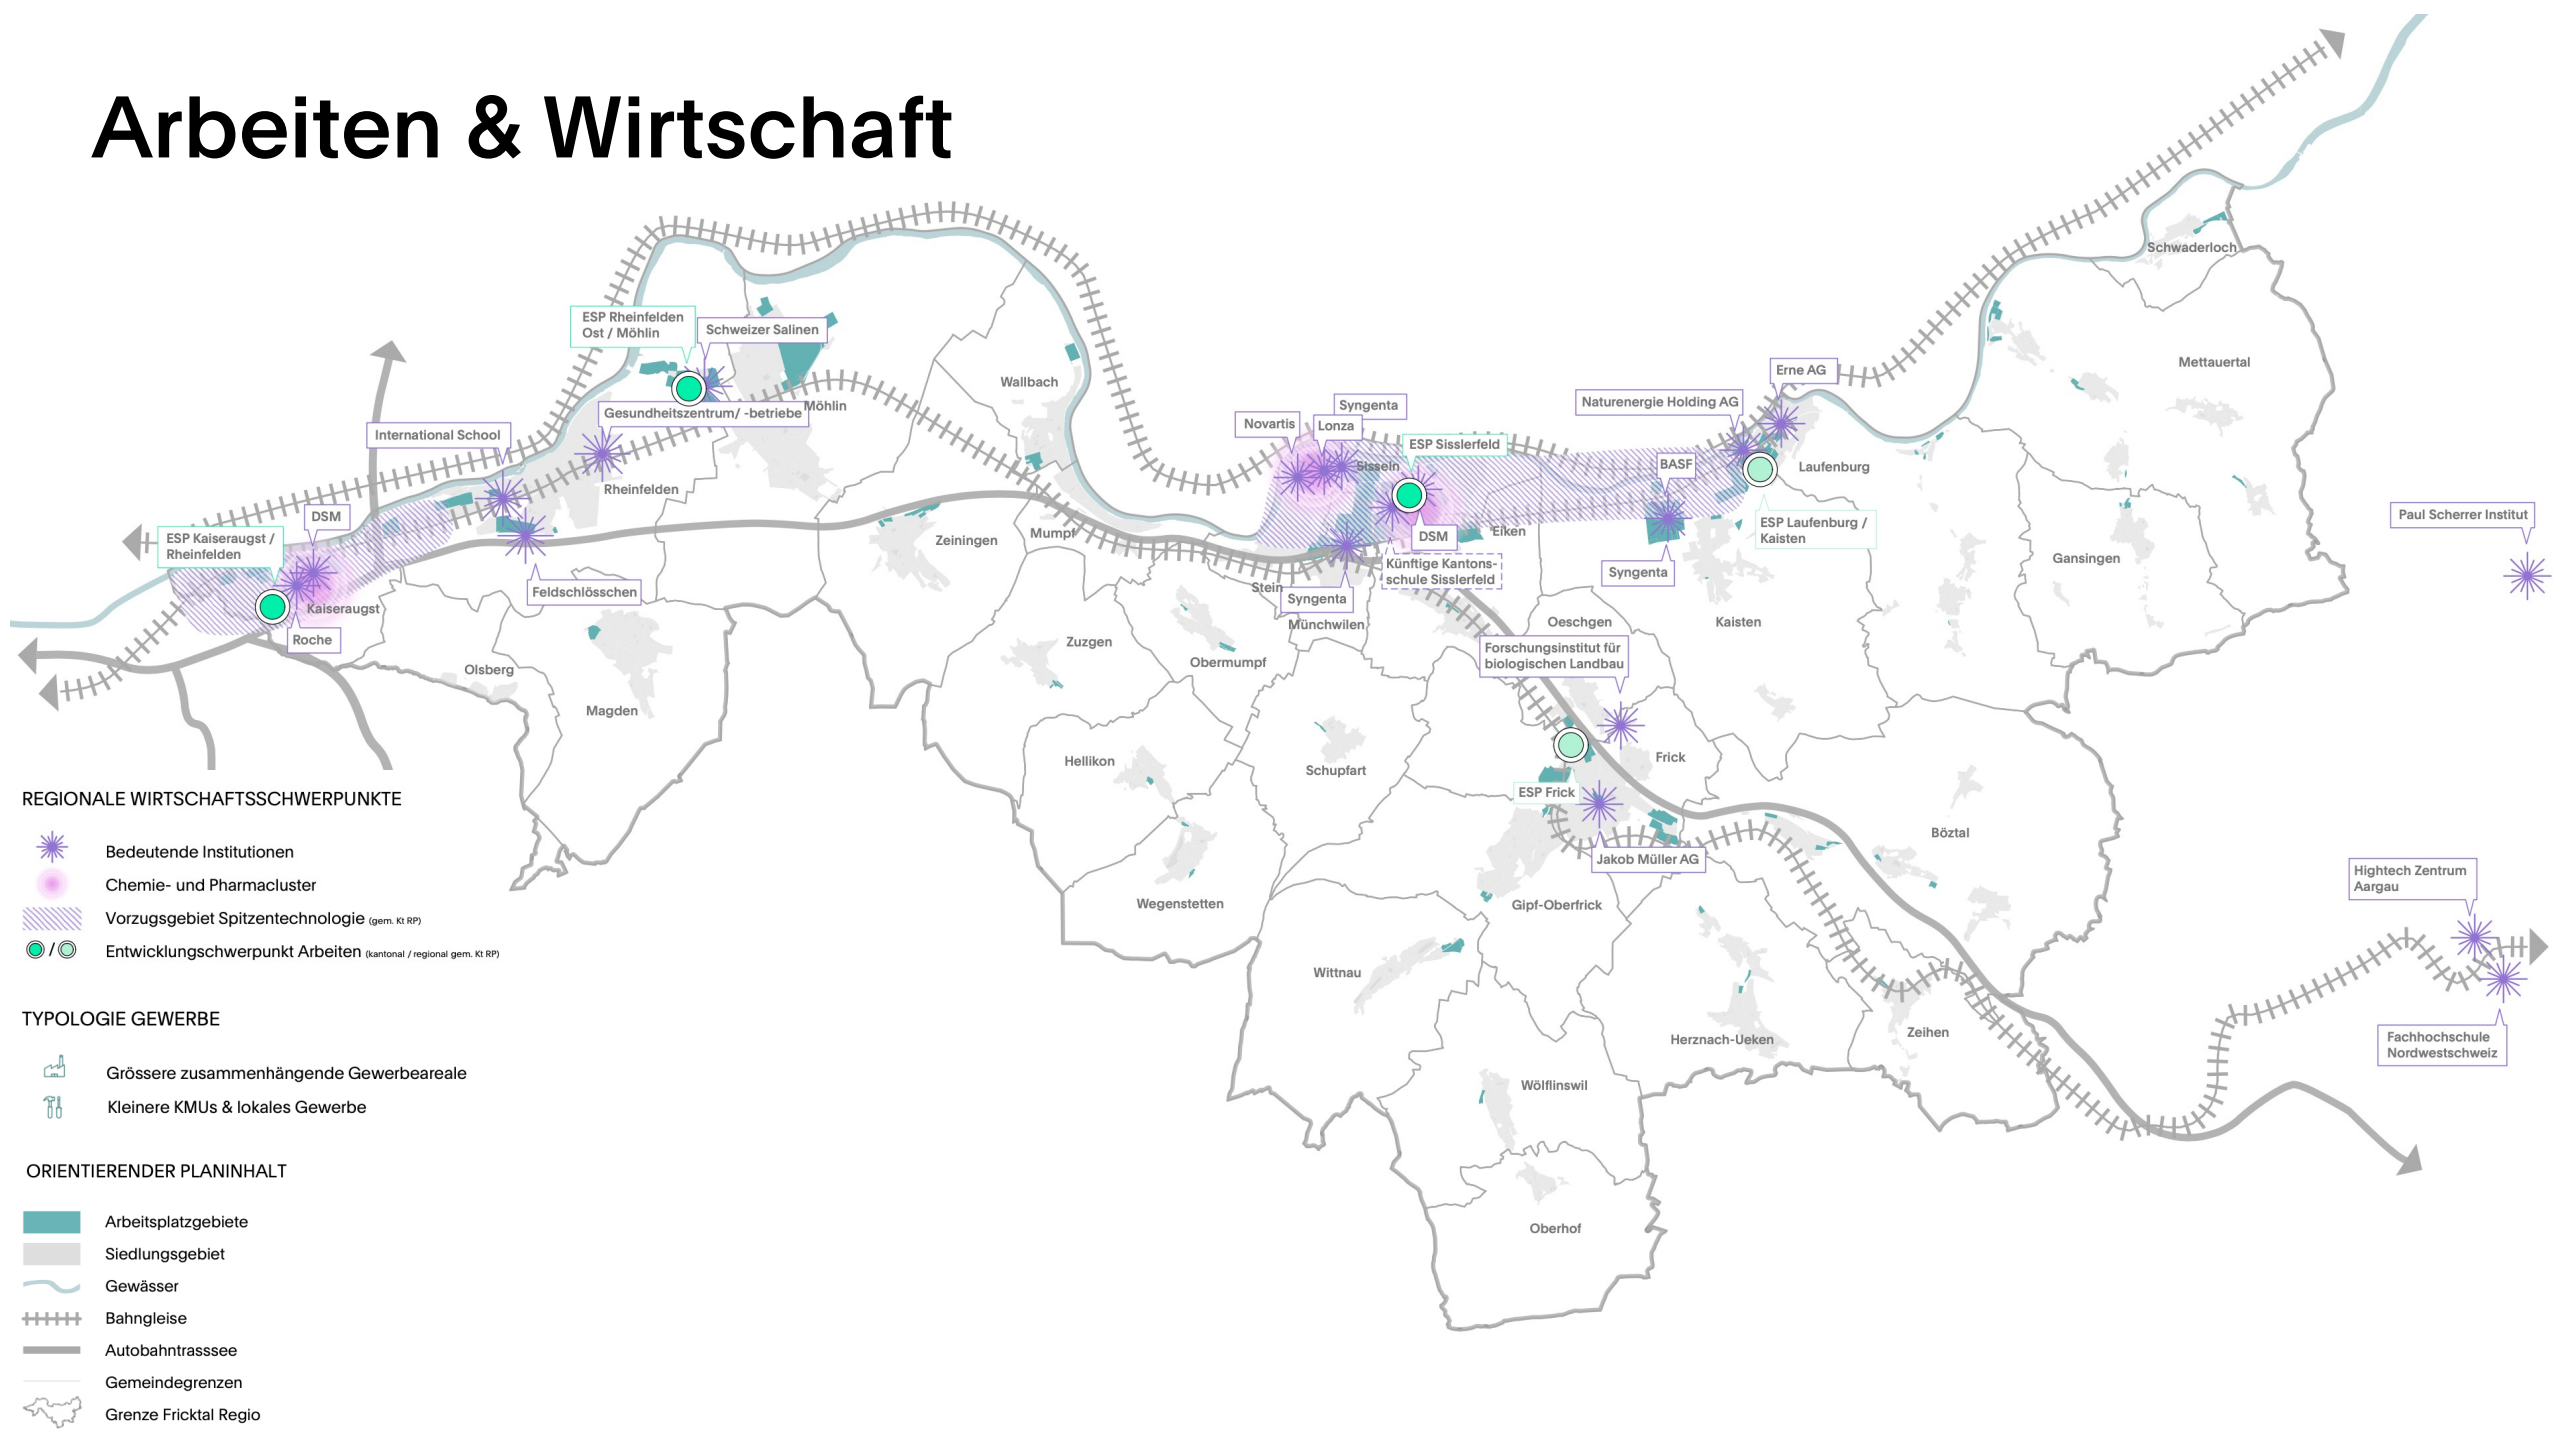 Arbeiten & Wirtschaft
Schwaderloch
ESP Rheinfelden
Ost / Möhlin
Schweizer Salinen
Mettauertal
Erne AG
Wallbach
Möhlin
Gesundheitszentrum/ -betriebe
Naturenergie Holding AG
Syngenta
Novartis
Lonza
International School
ESP Sisslerfeld
BASF
Sisseln
Laufenburg
Rheinfelden
DSM
Paul Scherrer Institut
ESP Kaiseraugst /
Rheinfelden
ESP Laufenburg /
Kaisten
Zeiningen
Mumpf
DSM
Eiken
Gansingen
Künftige Kantons-
schule Sisslerfeld
Syngenta
Feldschlösschen
Stein
Syngenta
Kaiseraugst
Roche
Münchwilen
Oeschgen
Kaisten
Zuzgen
Obermumpf
Forschungsinstitut für
biologischen Landbau
Olsberg
Magden
Hellikon
Schupfart
Frick
ESP Frick
Böztal
Jakob Müller AG
Wegenstetten
Gipf-Oberfrick
Hightech Zentrum
Aargau
Wittnau
Herznach-Ueken
Zeihen
Fachhochschule
Nordwestschweiz
Wölflinswil
Oberhof
REGIONALE WIRTSCHAFTSSCHWERPUNKTE
Bedeutende Institutionen
Chemie- und Pharmacluster
Vorzugsgebiet Spitzentechnologie (gem. Kt RP)
/ Entwicklungschwerpunkt Arbeiten (kantonal / regional gem. Kt RP)
TYPOLOGIE GEWERBE
Grössere zusammenhängende Gewerbeareale
Kleinere KMUs & lokales Gewerbe
ORIENTIERENDER PLANINHALT
Arbeitsplatzgebiete
Siedlungsgebiet
Gewässer
Bahngleise
Autobahntrasssee
Gemeindegrenzen
Grenze Fricktal Regio